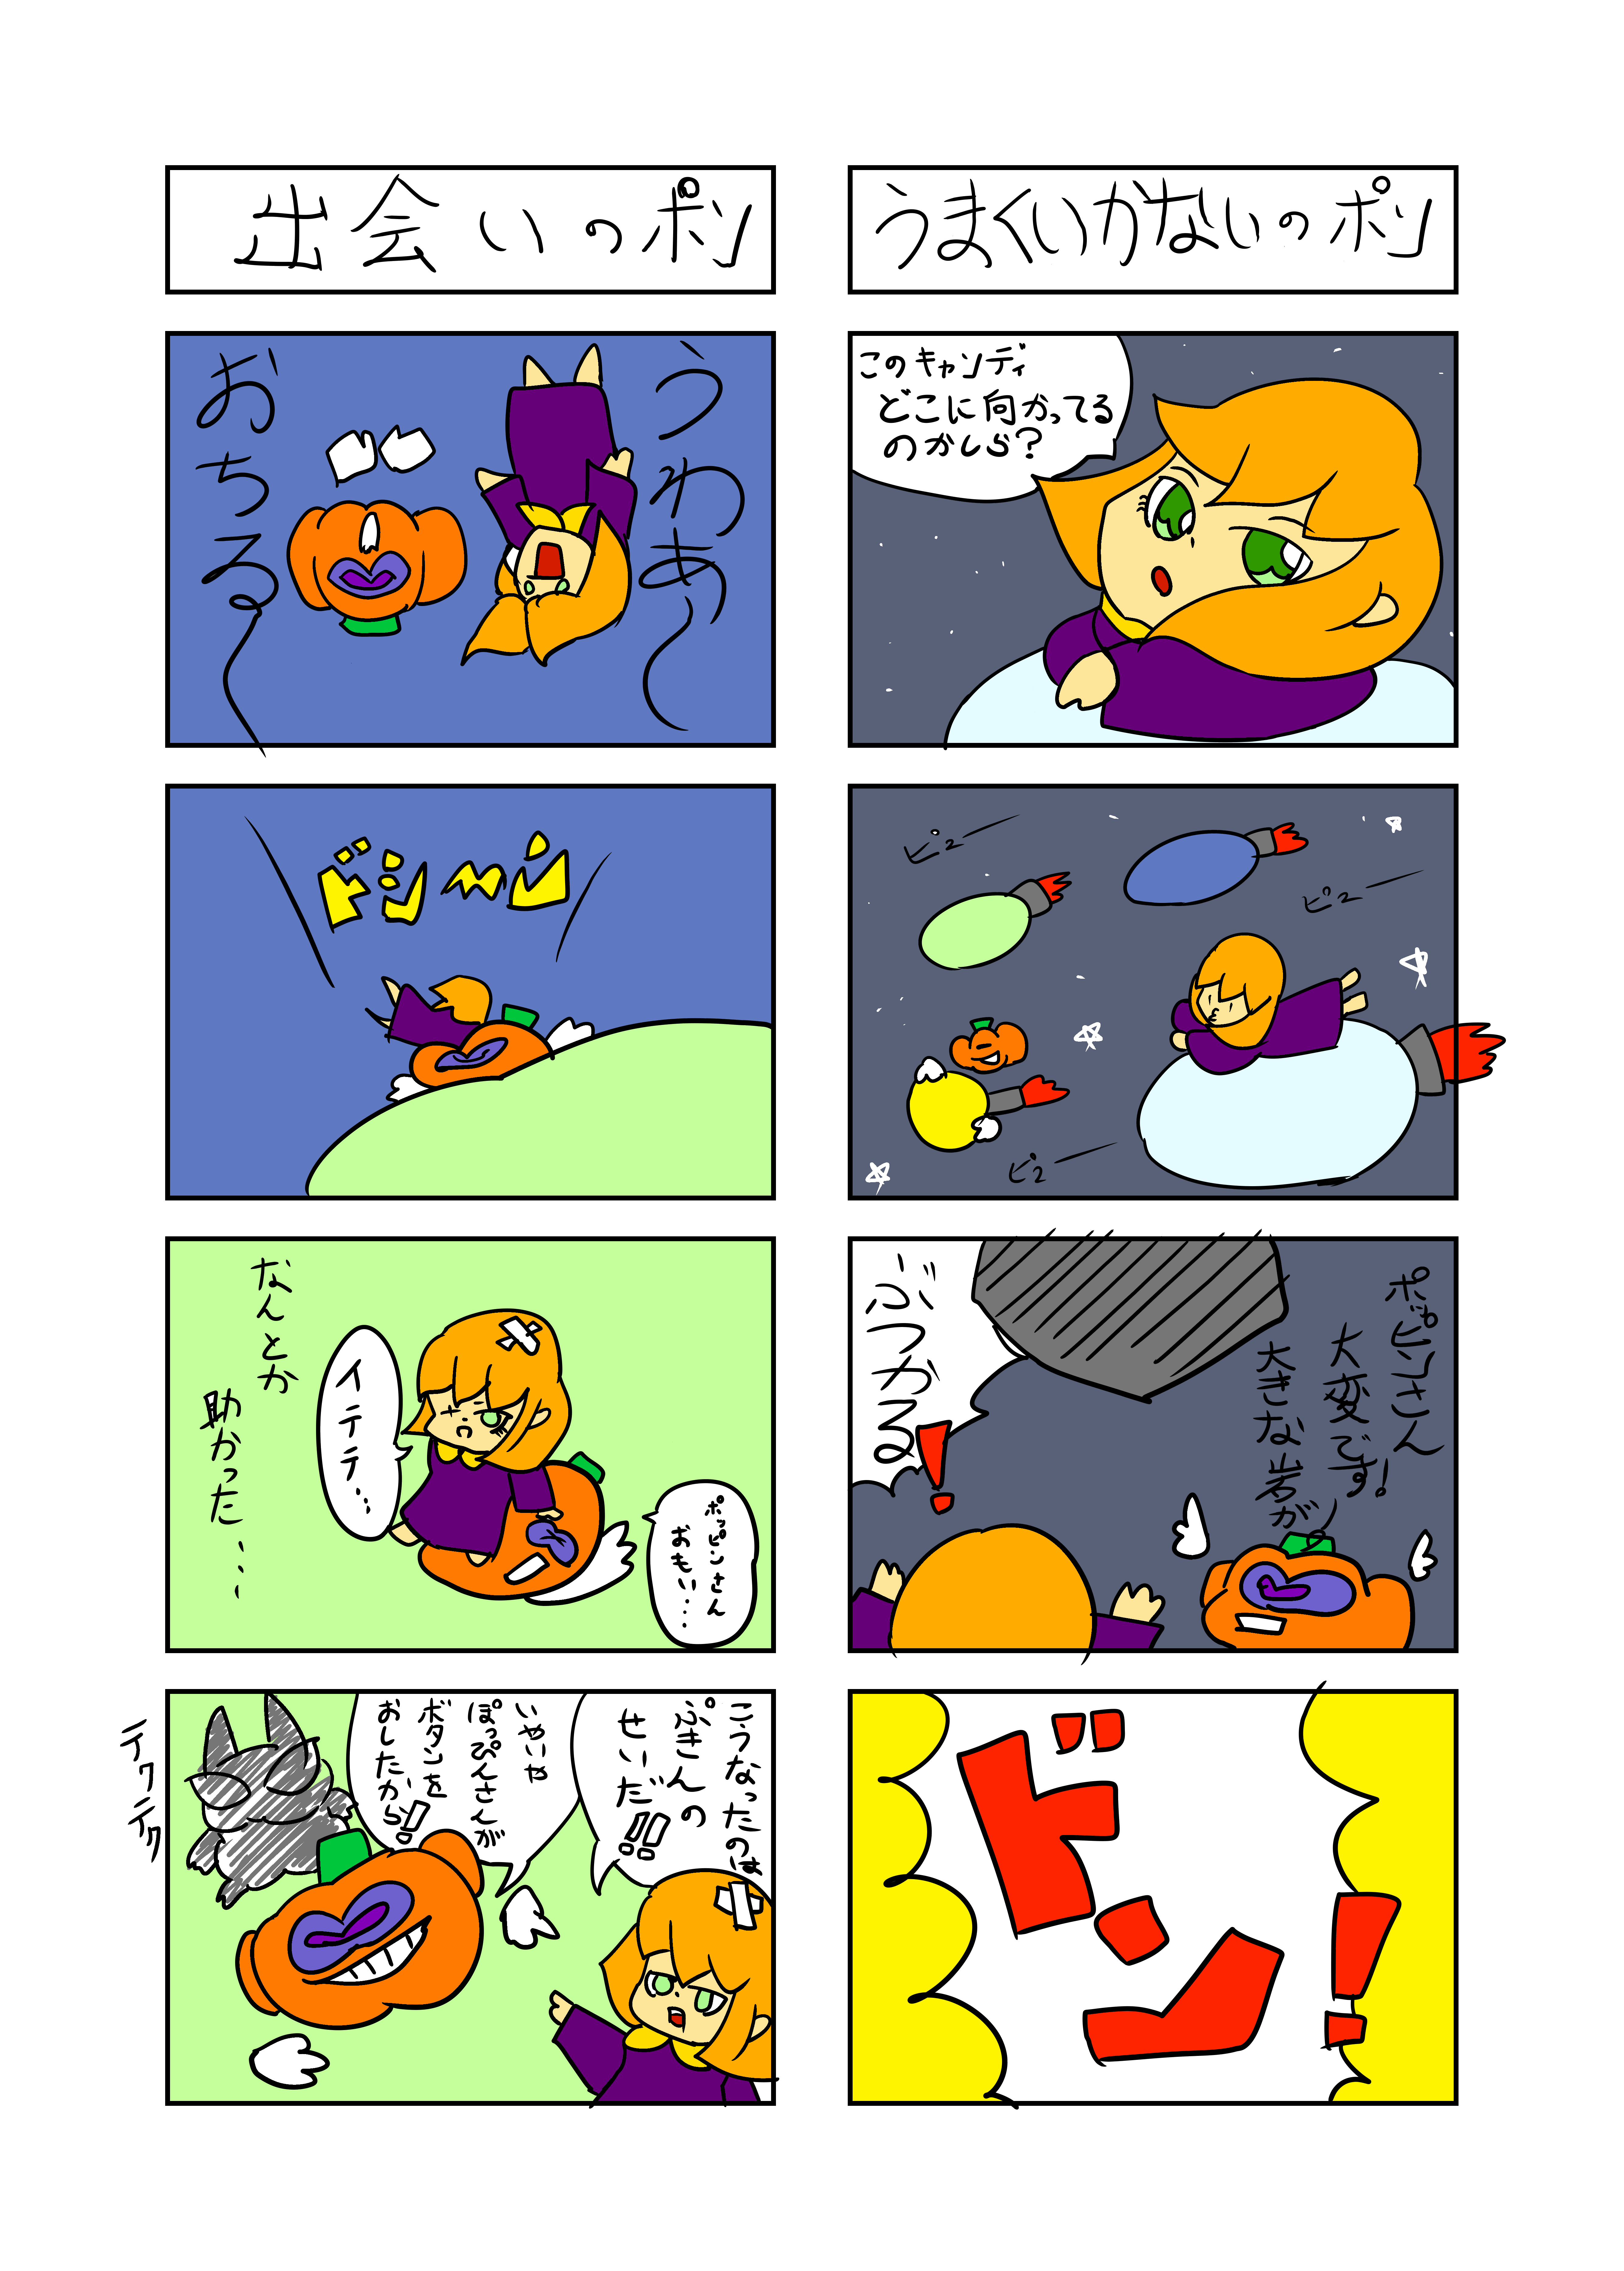 うまくいかないのポン
このキャンディ
どこに向かってる
のかしら?
ピュー
ピュー
ピュー
ポッピンさん
大変です!
大きな岩がッ
ぶつかる!
ドン!
出会いのポン
うわあ〜
おちる〜
ドシ〜ン
ポッピンさん
おもい…
イテテ…
なんとか
助かった…
こうなったのは
ぷきんの
せいだ!!
いやいや
ぽっぴんさんが
ボタンを
おしたから!
テクテク